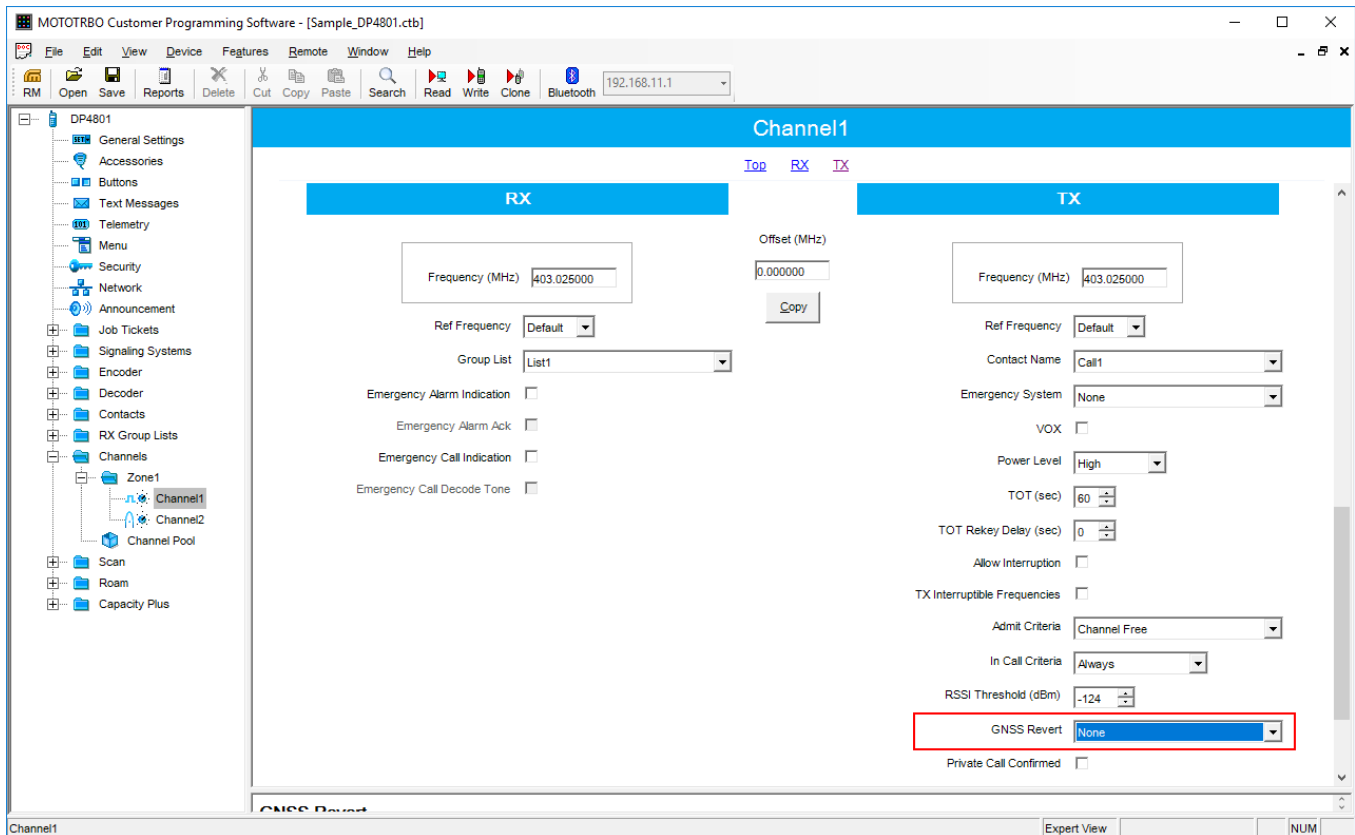 MOTOTRBO Customer Programming Software - [Sample_DP4801.ctb]
File Edit View Device Features Remote Window Help
RM Open Save Reports Delete Cut Copy Paste Search Read Write Clone Bluetooth 192.168.11.1
DP4801
General Settings
Accessories
Buttons
Text Messages
Telemetry
Menu
Security
Network
Announcement
Job Tickets
Signaling Systems
Encoder
Decoder
Contacts
RX Group Lists
Channels
Zone1
Channel1
Channel2
Channel Pool
Scan
Roam
Capacity Plus
Channel1
Top RX TX
RX
Frequency (MHz) 403.025000
Ref Frequency Default
Group List List1
Emergency Alarm Indication
Emergency Alarm Ack
Emergency Call Indication
Emergency Call Decode Tone
Offset (MHz)
0.000000
Copy
TX
Frequency (MHz) 403.025000
Ref Frequency Default
Contact Name Call1
Emergency System None
VOX
Power Level High
TOT (sec) 60
TOT Rekey Delay (sec) 0
Allow Interruption
TX Interruptible Frequencies
Admit Criteria Channel Free
In Call Criteria Always
RSSI Threshold (dBm) -124
GNSS Revert None
Private Call Confirmed
GNSS Revert
Channel1 Expert View NUM